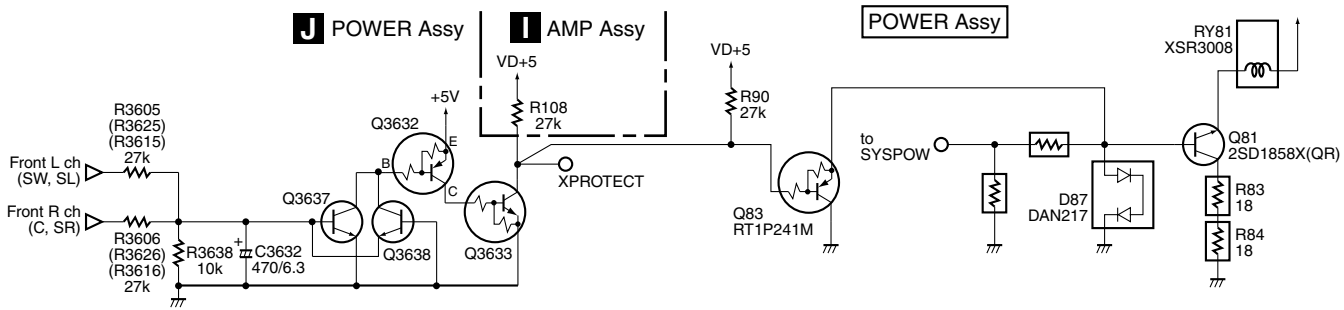 J POWER Assy
I AMP Assy
POWER Assy
VD+5
R108
27k
VD+5
R90
27k
RY81
XSR3008
R3605
(R3625)
(R3615)
27k
Front L ch
(SW, SL)
Front R ch
(C, SR)
R3606
(R3626)
(R3616)
27k
R3638
10k
+
C3632
470/6.3
Q3637
Q3638
Q3632
+5V
B
E
C
Q3633
XPROTECT
Q83
RT1P241M
to
SYSPOW
D87
DAN217
Q81
2SD1858X(QR)
R83
18
R84
18